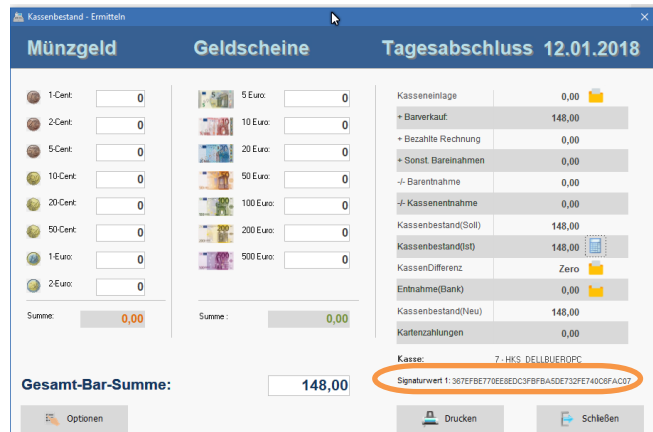 Kassenbestand - Ermitteln
Münzgeld Geldscheine Tagesabschluss 12.01.2018
1-Cent: 0 5 Euro: 0 Kasseneinlage 0,00
+ Barverkauf: 148,00
2-Cent: 0 10 Euro: 0 + Bezahlte Rechnung 0,00
5-Cent: 0 20 Euro: 0 + Sonst. Bareinahmen 0,00
10-Cent: 0 50 Euro: 0 -/- Barentnahme 0,00
20-Cent: 0 100 Euro: 0 -/- Kassenentnahme 0,00
50-Cent: 0 200 Euro: 0 Kassenbestand(Soll) 148,00
Kassenbestand(Ist) 148,00
1-Euro: 0 500 Euro: 0 KassenDifferenz Zero
2-Euro: 0 Entnahme(Bank) 0,00
Summe: 0,00 Summe : 0,00 Kassenbestand(Neu) 148,00
Kartenzahlungen 0,00
Kasse: 7 - HKS DELLBUEROPC
Gesamt-Bar-Summe: 148,00 Signaturwert 1: 367EFBE770EE8EDC3FBFBA5DE732FE740C6FAC07
Optionen Drucken Schließen